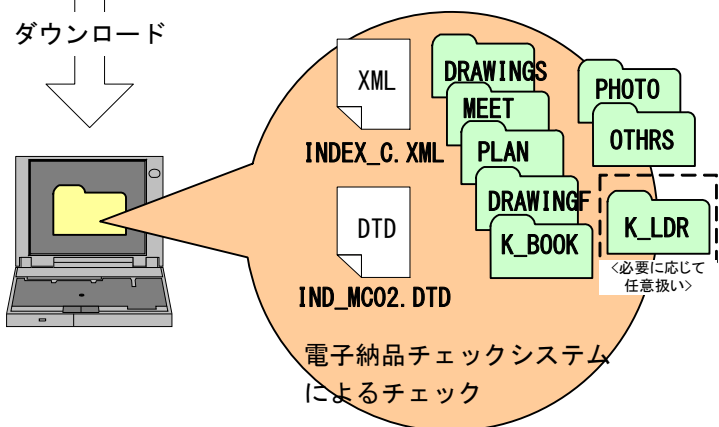 ダウンロード
XML
INDEX_C.XML
DTD
IND_MC02.DTD
DRAWINGS
MEET
PLAN
DRAWINGF
K_BOOK
PHOTO
OTHRS
K_LDR
<必要に応じて
任意扱い>
電子納品チェックシステム
によるチェック